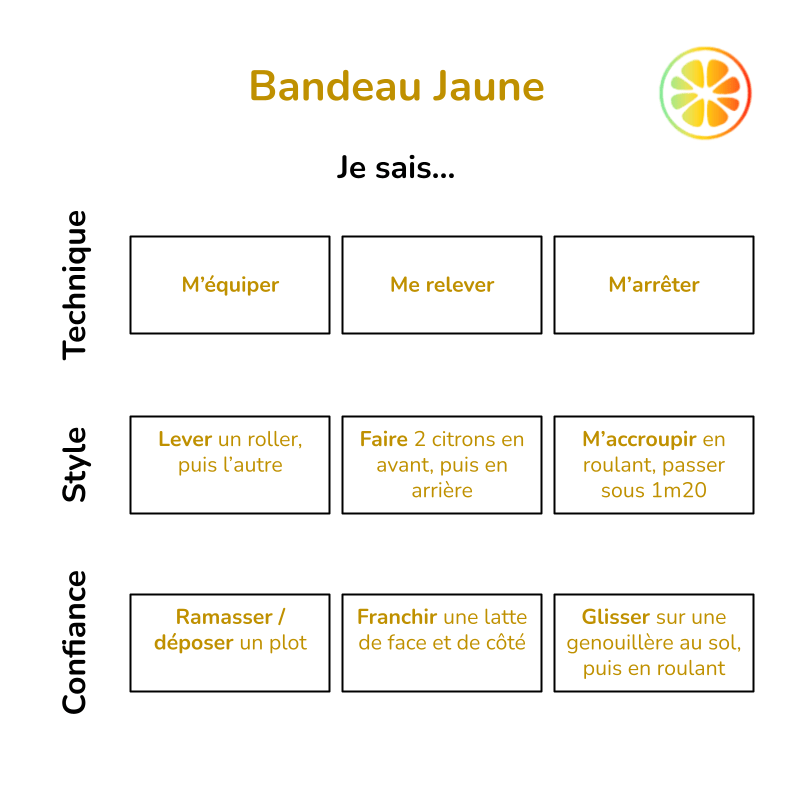 Bandeau Jaune
Je sais...
Technique
M’équiper
Me relever
M’arrêter
Style
Lever un roller,
puis l’autre
Faire 2 citrons en
avant, puis en
arrière
M’accroupir en
roulant, passer
sous 1m20
Confiance
Ramasser /
déposer un plot
Franchir une latte
de face et de côté
Glisser sur une
genouillère au sol,
puis en roulant